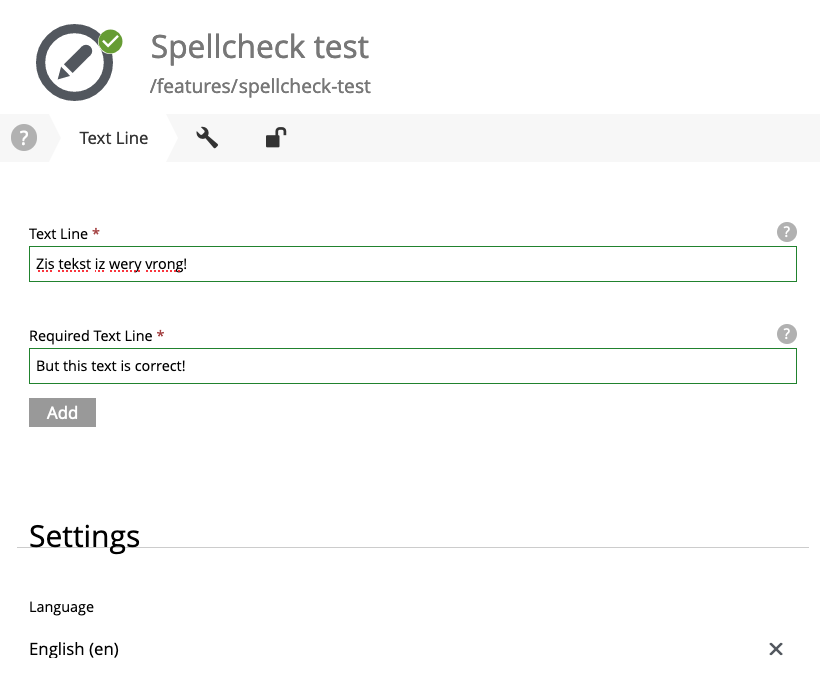 Spellcheck test
/features/spellcheck-test
? Text Line
Text Line * ?
Zis tekst iz wery vrong!
Required Text Line * ?
But this text is correct!
Add
Settings
Language
English (en)